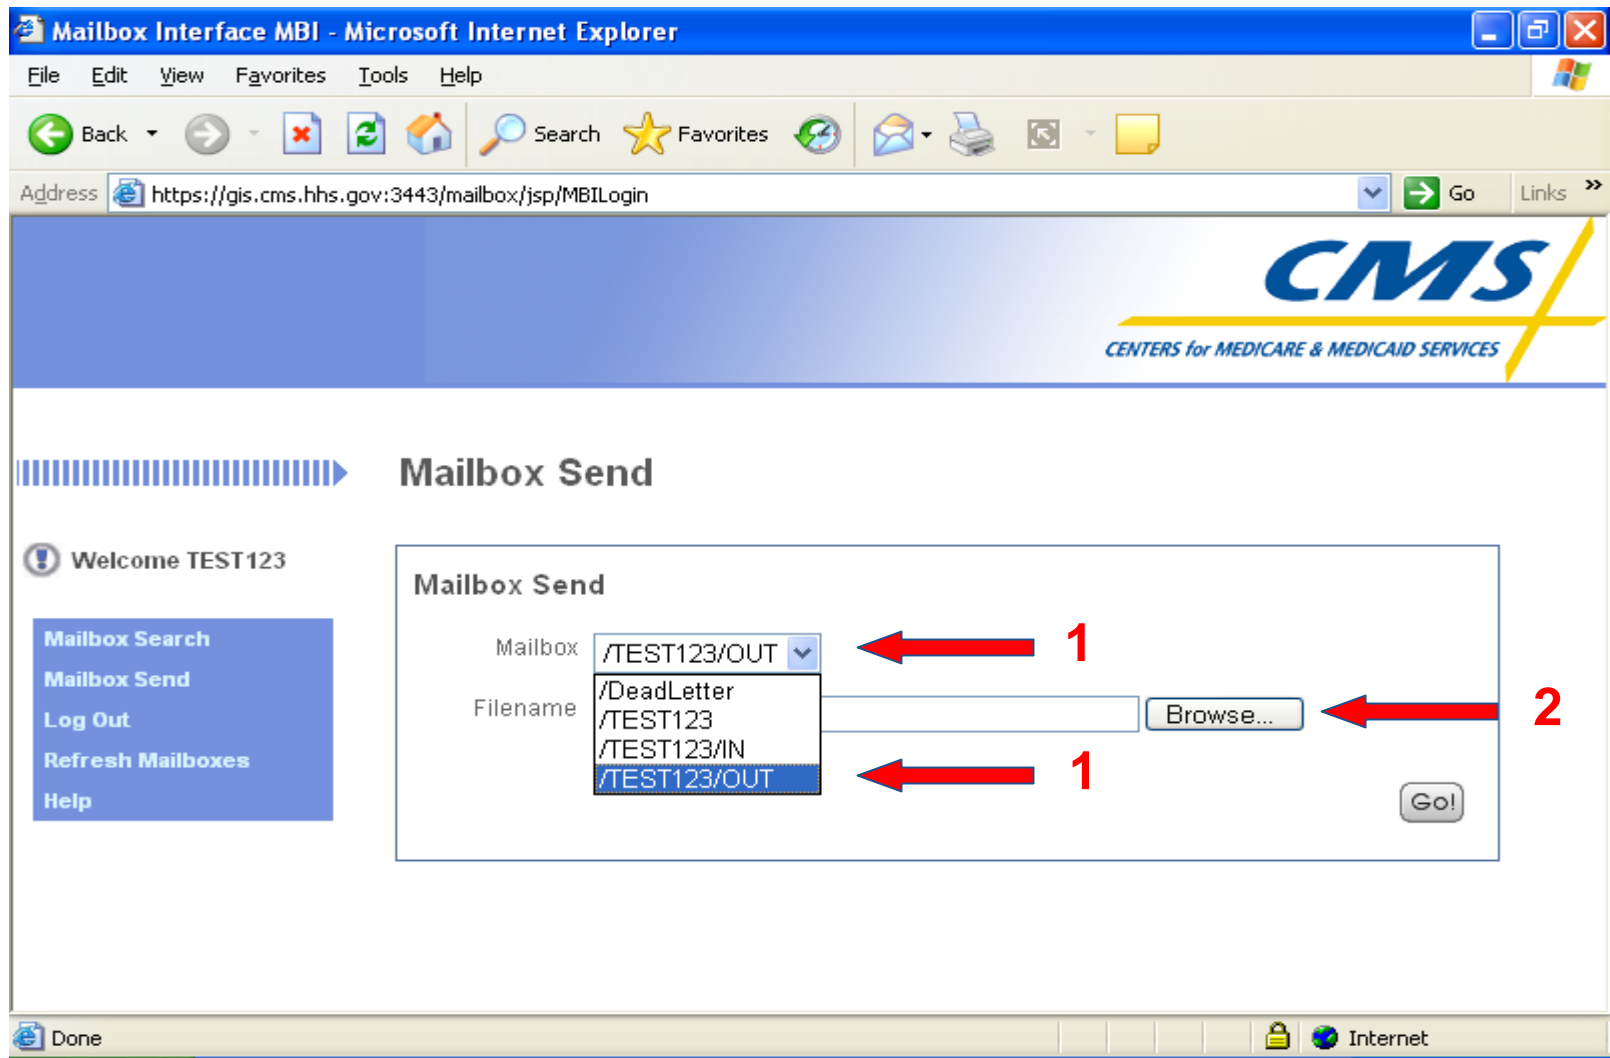 Mailbox Interface MBI - Microsoft Internet Explorer
File Edit View Favorites Tools Help
Back Search Favorites
Address https://gis.cms.hhs.gov:3443/mailbox/jsp/MBILogin Go Links »
CMS
CENTERS for MEDICARE & MEDICAID SERVICES
Mailbox Send
Welcome TEST123
Mailbox Search
Mailbox Send
Log Out
Refresh Mailboxes
Help
Mailbox Send
Mailbox /TEST123/OUT 1
Filename Browse... 2
/DeadLetter
/TEST123
/TEST123/IN
/TEST123/OUT 1
Go!
Done Internet